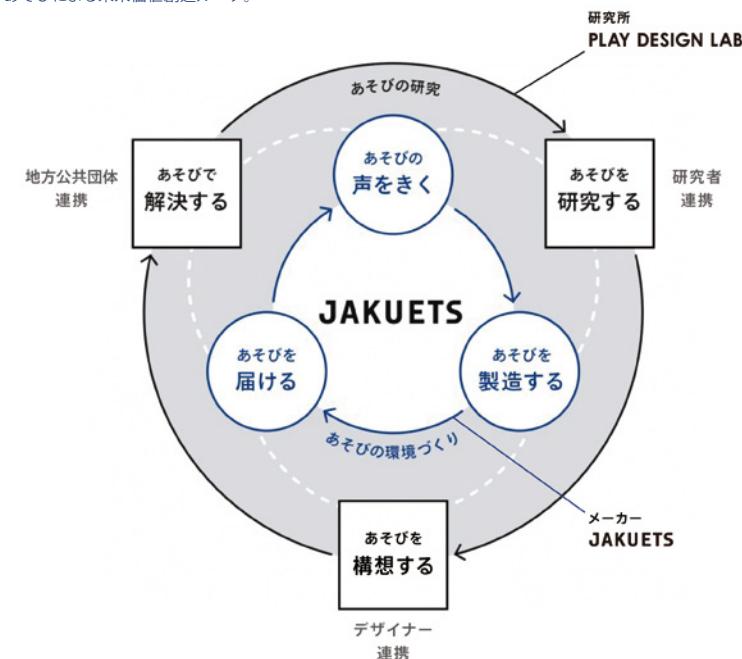 研究所
PLAY DESIGN LAB
あそびの研究
地方公共団体
連携
あそびで
解決する
あそびの
声をきく
あそびを
研究する
研究者
連携
JAKUETS
あそびを
届ける
あそびを
製造する
あそびの環境づくり
メーカー
JAKUETS
あそびを
構想する
デザイナー
連携